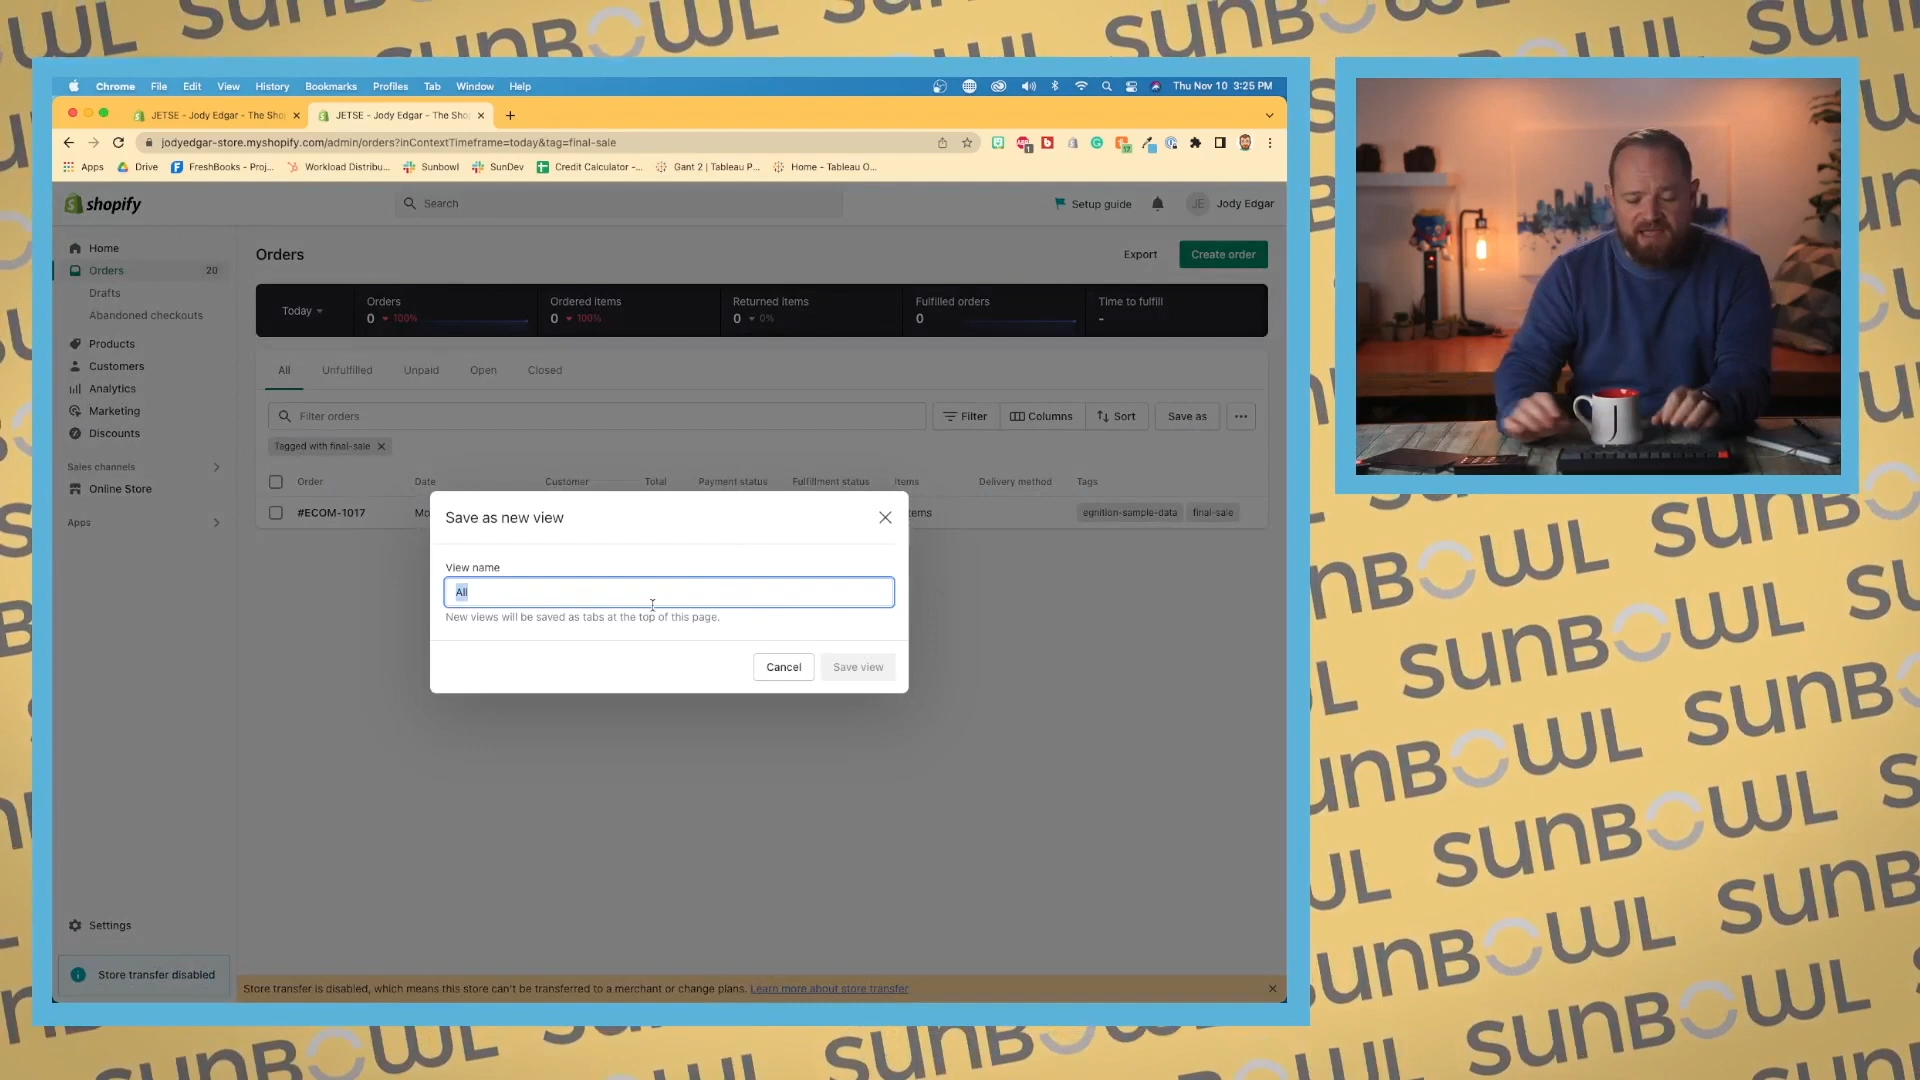 Chrome File Edit View History Bookmarks Profiles Tab Window Help Thu Nov 10 3:25 PM
JETSE - Jody Edgar - The Sho JETSE - Jody Edgar - The Sho
jodyedgar-store.myshopify.com/admin/orders?inContextTimeframe=today&tag=final-sale
Apps Drive FreshBooks - Proj... Workload Distribu... Sunbowl SunDev Credit Calculator -... Gant 2 | Tableau P... Home - Tableau O...
shopify Search Setup guide JE Jody Edgar
Home
Orders 20
Drafts
Abandoned checkouts
Products
Customers
Analytics
Marketing
Discounts
Sales channels
Online Store
Apps
Settings
Store transfer disabled
Orders Export Create order
Today Orders Ordered items Returned items Fulfilled orders Time to fulfill
0 100% 0 100% 0 0% 0 -
All Unfulfilled Unpaid Open Closed
Filter orders Filter Columns Sort Save as
Tagged with final-sale
Order Date Customer Total Payment status Fulfillment status Items Delivery method Tags
#ECOM-1017 egnition-sample-data final-sale
Save as new view
View name
All
New views will be saved as tabs at the top of this page.
Cancel Save view
Store transfer is disabled, which means this store can't be transferred to a merchant or change plans. Learn more about store transfer
J
SUNBOWL